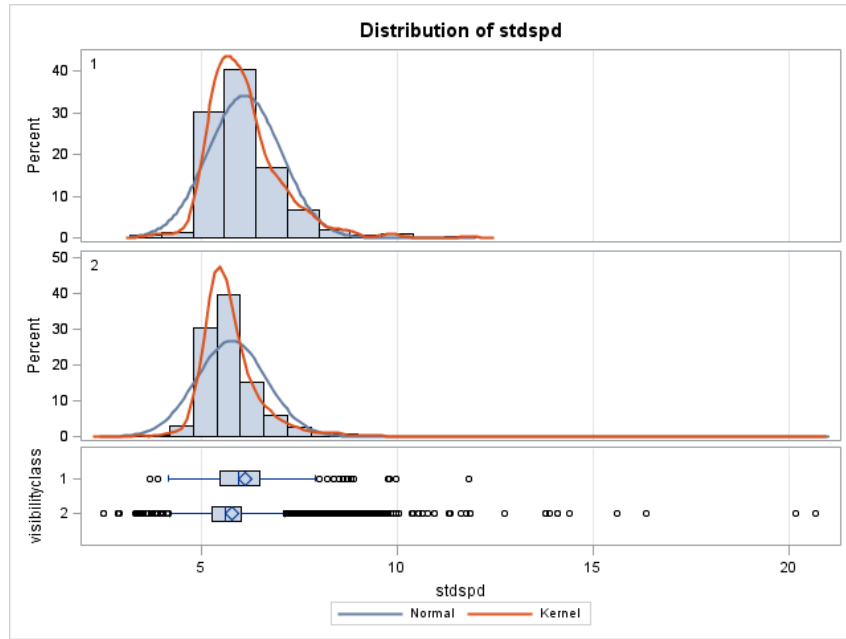 Distribution of stdspd
1
40
30
20
10
0
Percent
2
50
40
30
20
10
0
Percent
1
2
visibilityclass
5 10 15 20
stdspd
Normal Kernel